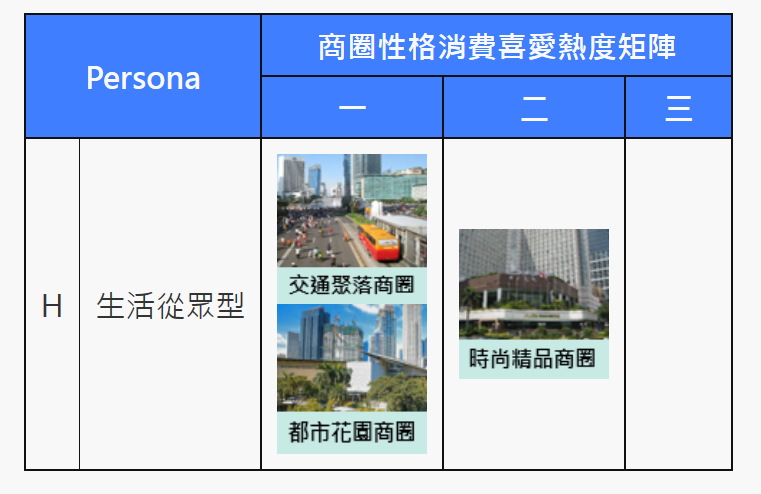 Persona
商圈性格消費喜愛熱度矩陣
一
二
三
H
生活從眾型
交通聚落商圈
都市花園商圈
時尚精品商圈